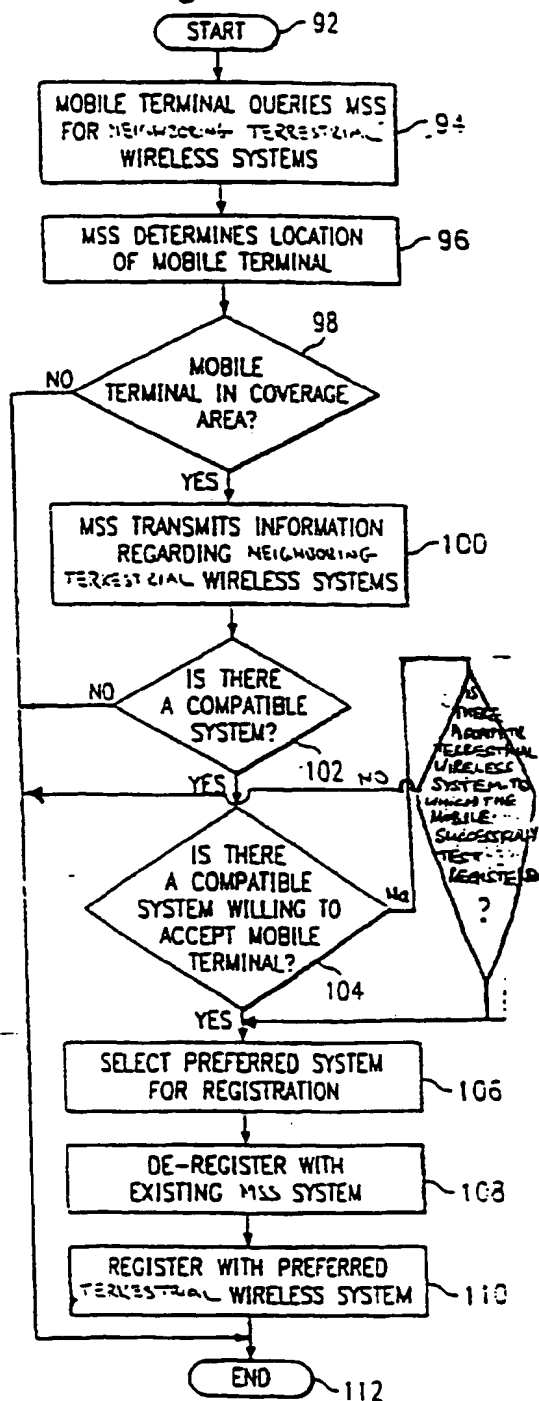 START
92
MOBILE TERMINAL QUERIES MSS
FOR NEIGHBORING TERRESTRIAL
WIRELESS SYSTEMS
94
MSS DETERMINES LOCATION
OF MOBILE TERMINAL
96
98
MOBILE
TERMINAL IN COVERAGE
AREA?
NO
YES
MSS TRANSMITS INFORMATION
REGARDING NEIGHBORING
TERRESTRIAL WIRELESS SYSTEMS
100
IS THERE
A COMPATIBLE
SYSTEM?
NO
102
YES
NO
IS
THERE
TERRESTRIAL
WIRELESS
SYSTEM TO
WHICH THE
MOBILE
SUCCESSFULLY
TEST
REGISTERED
?
IS THERE
A COMPATIBLE
SYSTEM WILLING TO
ACCEPT MOBILE
TERMINAL?
No
104
YES
SELECT PREFERRED SYSTEM
FOR REGISTRATION
106
DE-REGISTER WITH
EXISTING MSS SYSTEM
108
REGISTER WITH PREFERRED
TERRESTRIAL WIRELESS SYSTEM
110
END
112